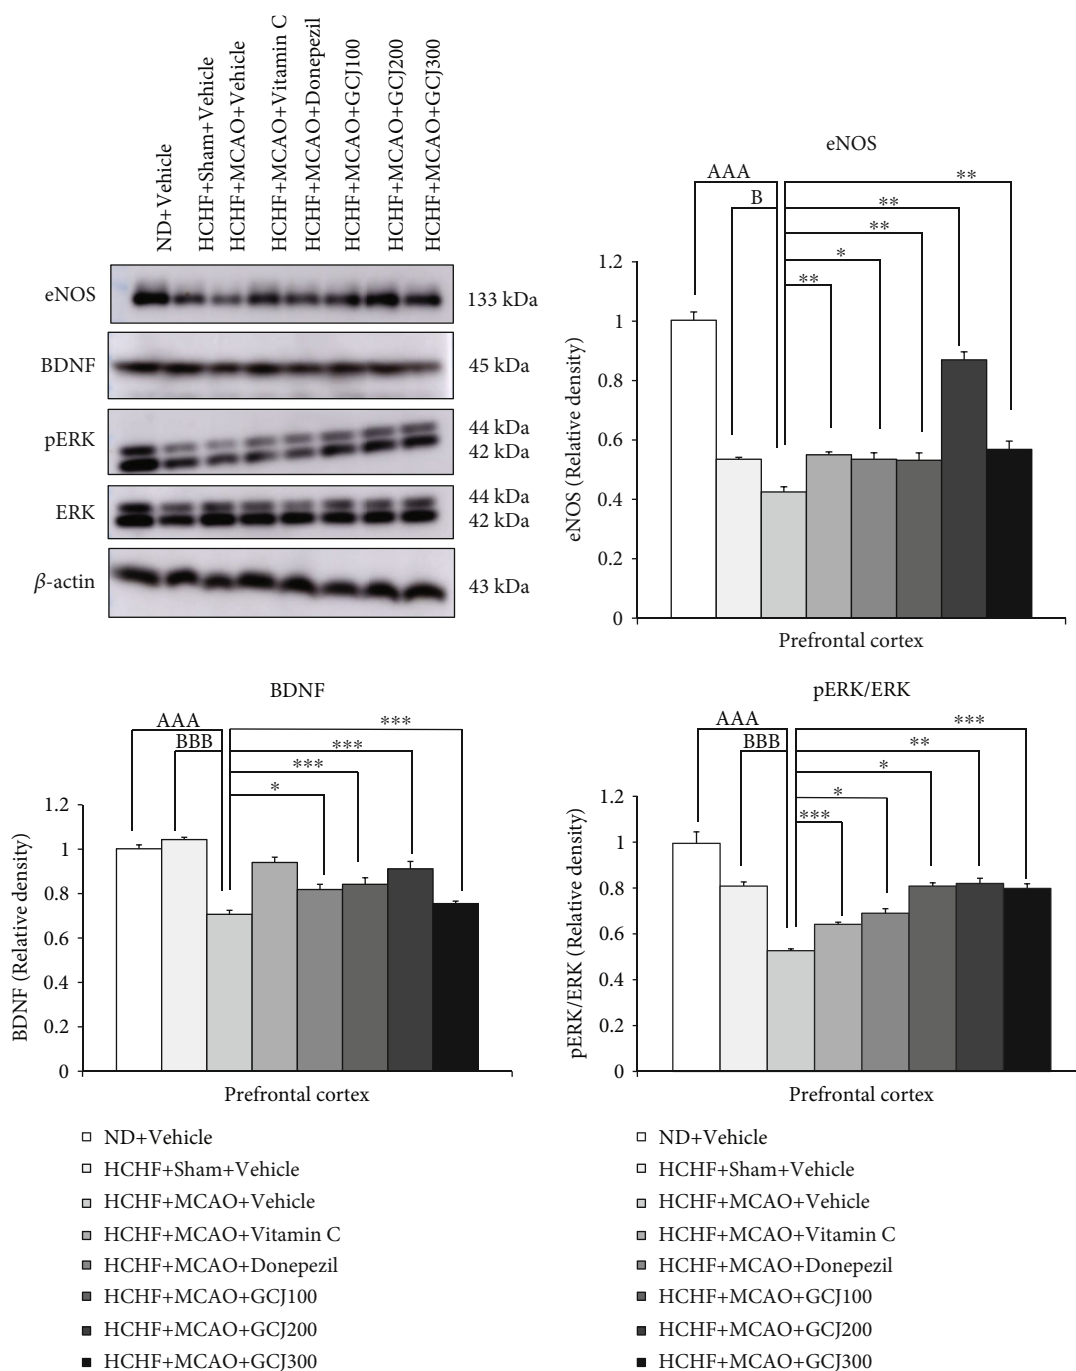 ND+Vehicle
HCHF+Sham+Vehicle
HCHF+MCAO+Vehicle
HCHF+MCAO+Vitamin C
HCHF+MCAO+Donepezil
HCHF+MCAO+GCJ100
HCHF+MCAO+GCJ200
HCHF+MCAO+GCJ300
eNOS
133 kDa
BDNF
45 kDa
pERK
44 kDa
42 kDa
ERK
44 kDa
42 kDa
β-actin
43 kDa
eNOS
AAA
**
B
**
**
*
**
1.2
1
0.8
0.6
0.4
0.2
0
eNOS (Relative density)
Prefrontal cortex
BDNF
AAA
***
BBB
***
***
*
1.2
1
0.8
0.6
0.4
0.2
0
BDNF (Relative density)
Prefrontal cortex
pERK/ERK
AAA
***
BBB
**
*
*
***
1.2
1
0.8
0.6
0.4
0.2
0
pERK/ERK (Relative density)
Prefrontal cortex
ND+Vehicle
HCHF+Sham+Vehicle
HCHF+MCAO+Vehicle
HCHF+MCAO+Vitamin C
HCHF+MCAO+Donepezil
HCHF+MCAO+GCJ100
HCHF+MCAO+GCJ200
HCHF+MCAO+GCJ300
ND+Vehicle
HCHF+Sham+Vehicle
HCHF+MCAO+Vehicle
HCHF+MCAO+Vitamin C
HCHF+MCAO+Donepezil
HCHF+MCAO+GCJ100
HCHF+MCAO+GCJ200
HCHF+MCAO+GCJ300